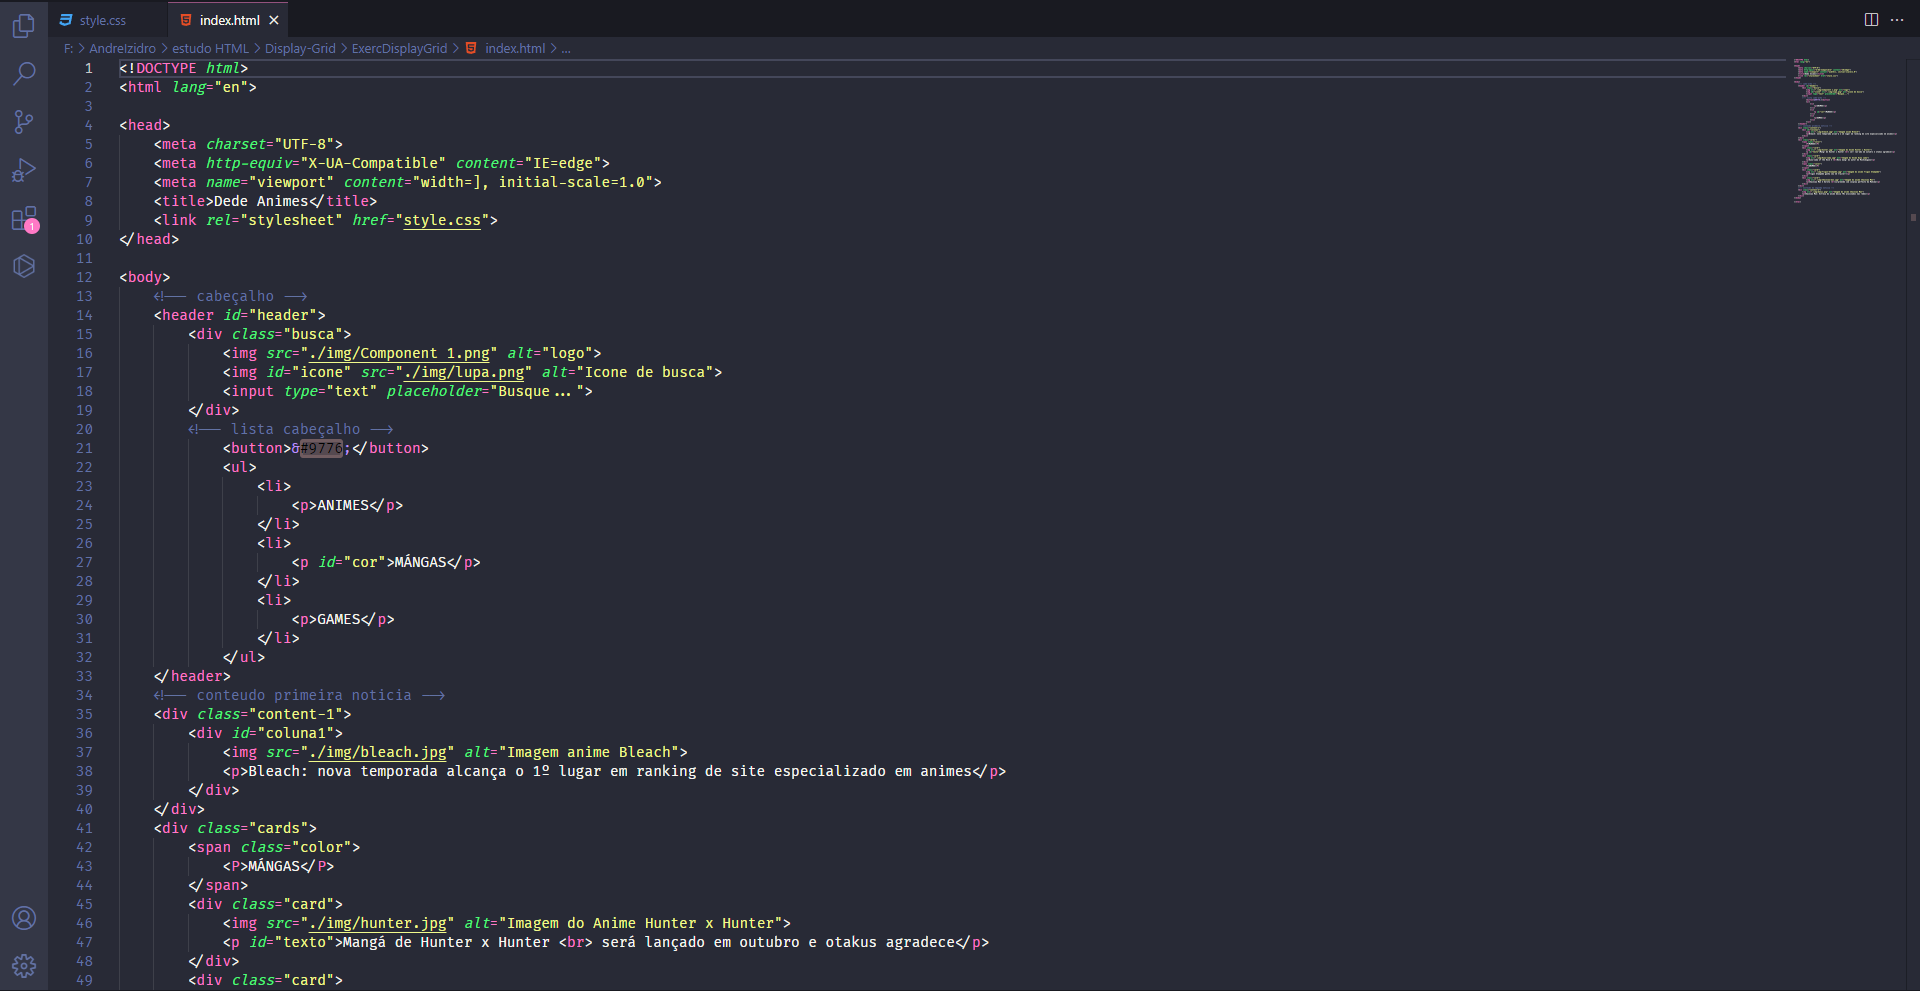 style.css
index.html
F: > AndreIzidro > estudo HTML > Display-Grid > ExercDisplayGrid > index.html > ...
1 <!DOCTYPE html>
2 <html lang="en">
3
4 <head>
5 <meta charset="UTF-8">
6 <meta http-equiv="X-UA-Compatible" content="IE=edge">
7 <meta name="viewport" content="width=], initial-scale=1.0">
8 <title>Dede Animes</title>
9 <link rel="stylesheet" href="style.css">
10 </head>
11
12 <body>
13 <!-- cabeçalho -->
14 <header id="header">
15 <div class="busca">
16 <img src="./img/Component 1.png" alt="logo">
17 <img id="icone" src="./img/lupa.png" alt="Icone de busca">
18 <input type="text" placeholder="Busque...">
19 </div>
20 <!-- lista cabeçalho -->
21 <button>&#9776;</button>
22 <ul>
23 <li>
24 <p>ANIMES</p>
25 </li>
26 <li>
27 <p id="cor">MÁNGAS</p>
28 </li>
29 <li>
30 <p>GAMES</p>
31 </li>
32 </ul>
33 </header>
34 <!-- conteudo primeira noticia -->
35 <div class="content-1">
36 <div id="coluna1">
37 <img src="./img/bleach.jpg" alt="Imagem anime Bleach">
38 <p>Bleach: nova temporada alcança o 1º lugar em ranking de site especializado em animes</p>
39 </div>
40 </div>
41 <div class="cards">
42 <span class="color">
43 <P>MÁNGAS</P>
44 </span>
45 <div class="card">
46 <img src="./img/hunter.jpg" alt="Imagem do Anime Hunter x Hunter">
47 <p id="texto">Mangá de Hunter x Hunter <br> será lançado em outubro e otakus agradece</p>
48 </div>
49 <div class="card">
1